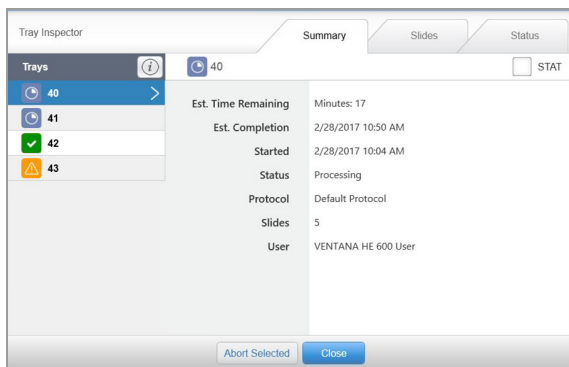 Tray Inspector Summary Slides Status
Trays i 40 STAT
40
41
42
43
Est. Time Remaining Minutes: 17
Est. Completion 2/28/2017 10:50 AM
Started 2/28/2017 10:04 AM
Status Processing
Protocol Default Protocol
Slides 5
User VENTANA HE 600 User
Abort Selected Close